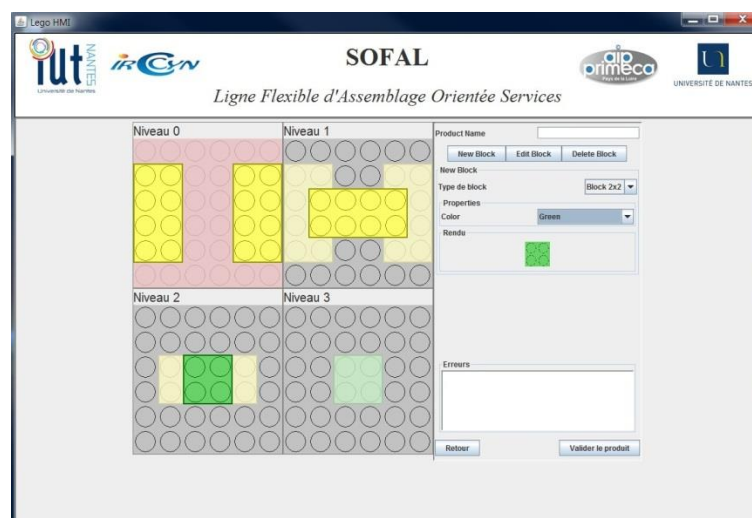 Lego HMI
iut
NANTES
Université de Nantes
IRCCyN
SOFAL
Ligne Flexible d'Assemblage Orientée Services
aip
primeca
Pays de la Loire
UNIVERSITÉ DE NANTES
Niveau 0
Niveau 1
Niveau 2
Niveau 3
Product Name
New Block
Edit Block
Delete Block
New Block
Type de block
Block 2x2
Properties
Color
Green
Rendu
Erreurs
Retour
Valider le produit